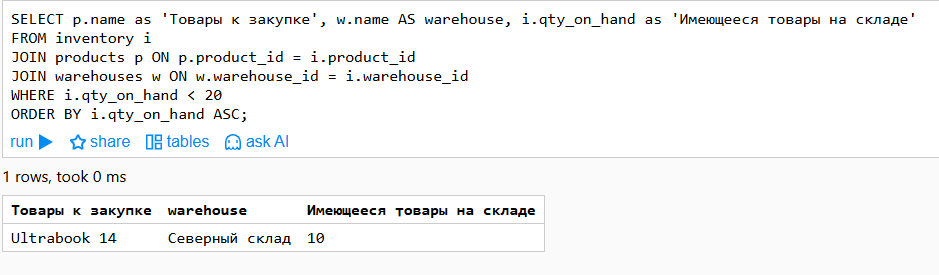 SELECT p.name as 'Товары к закупке', w.name AS warehouse, i.qty_on_hand as 'Имеющееся товары на складе'
FROM inventory i
JOIN products p ON p.product_id = i.product_id
JOIN warehouses w ON w.warehouse_id = i.warehouse_id
WHERE i.qty_on_hand < 20
ORDER BY i.qty_on_hand ASC;
run share tables ask AI
1 rows, took 0 ms
Товары к закупке warehouse Имеющееся товары на складе
Ultrabook 14 Северный склад 10